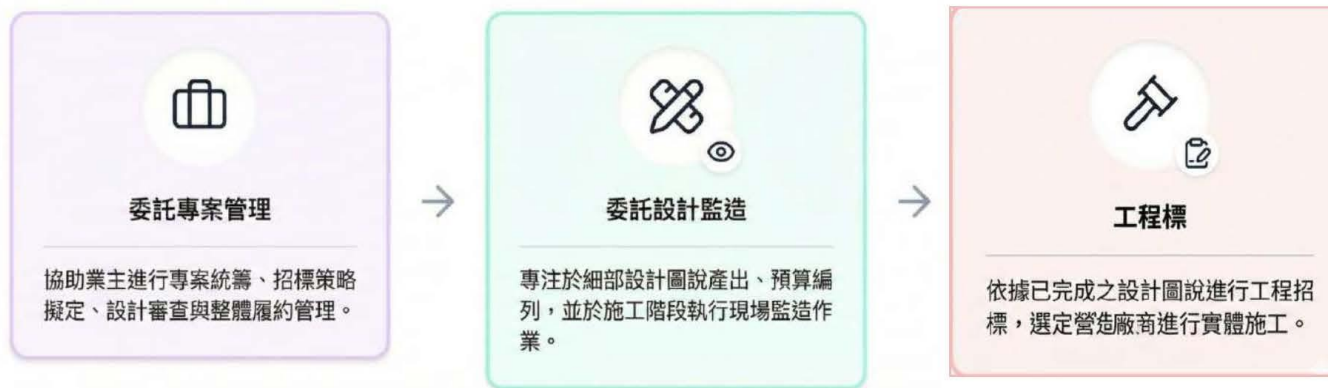 委託專案管理
協助業主進行專案統籌、招標策略
擬定、設計審查與整體履約管理。
→
委託設計監造
專注於細部設計圖說產出、預算編
列，並於施工階段執行現場監造作
業。
→
工程標
依據已完成之設計圖說進行工程招
標，選定營造廠商進行實體施工。